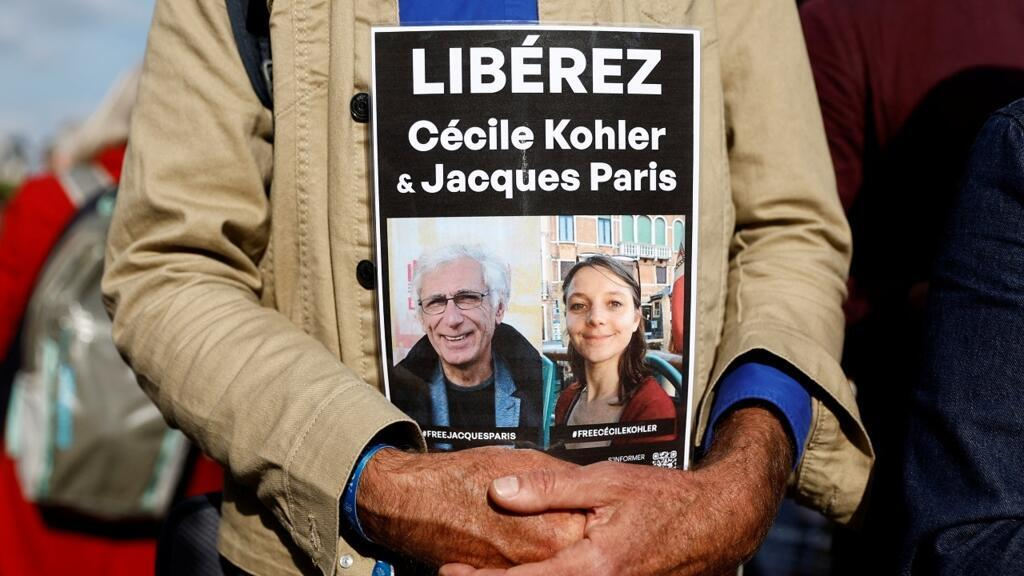 LIBÉREZ
Cécile Kohler
& Jacques Paris
#FREEJACQUESPARIS
#FREECÉCILEKOHLER
S'INFORMER